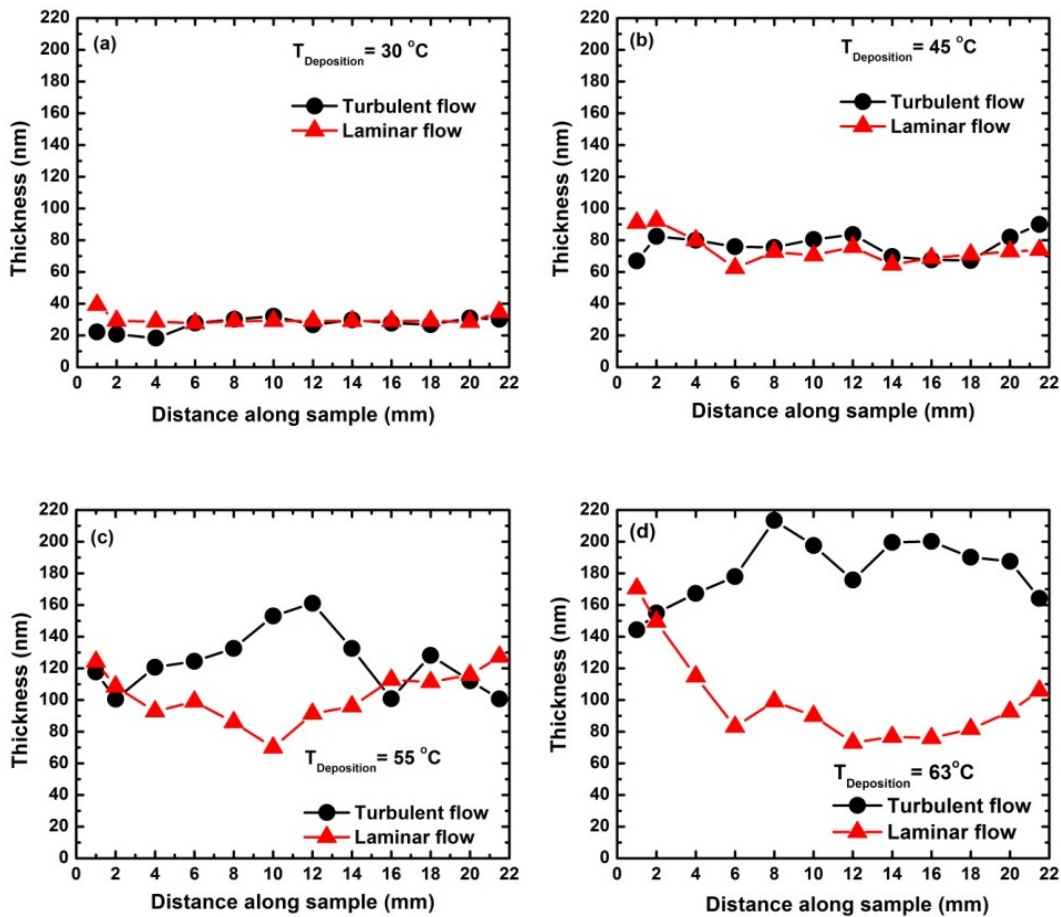 (a)
T Deposition = 30 °C
Turbulent flow
Laminar flow
Thickness (nm)
220
200
180
160
140
120
100
80
60
40
20
0
0 2 4 6 8 10 12 14 16 18 20 22
Distance along sample (mm)
(b)
T Deposition = 45 °C
Turbulent flow
Laminar flow
Thickness (nm)
220
200
180
160
140
120
100
80
60
40
20
0
0 2 4 6 8 10 12 14 16 18 20 22
Distance along sample (mm)
(c)
Thickness (nm)
220
200
180
160
140
120
100
80
60
40
20
0
T Deposition = 55 °C
Turbulent flow
Laminar flow
0 2 4 6 8 10 12 14 16 18 20 22
Distance along sample (mm)
(d)
Thickness (nm)
220
200
180
160
140
120
100
80
60
40
20
0
T Deposition = 63°C
Turbulent flow
Laminar flow
0 2 4 6 8 10 12 14 16 18 20 22
Distance along sample (mm)